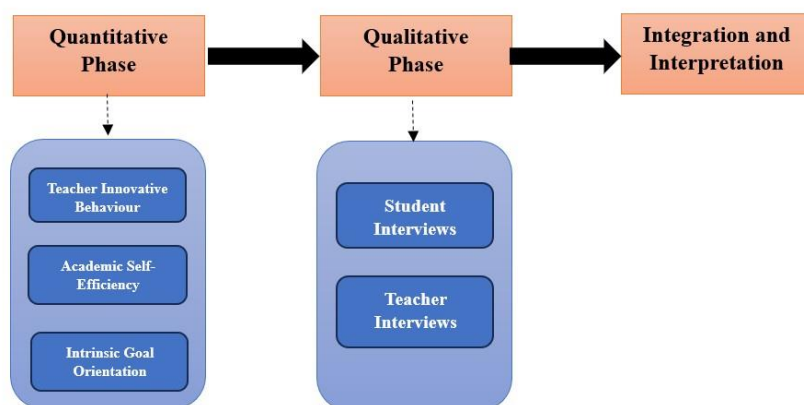 Quantitative
Phase
Qualitative
Phase
Integration and
Interpretation
Teacher Innovative
Behaviour
Academic Self-
Efficiency
Intrinsic Goal
Orientation
Student
Interviews
Teacher
Interviews